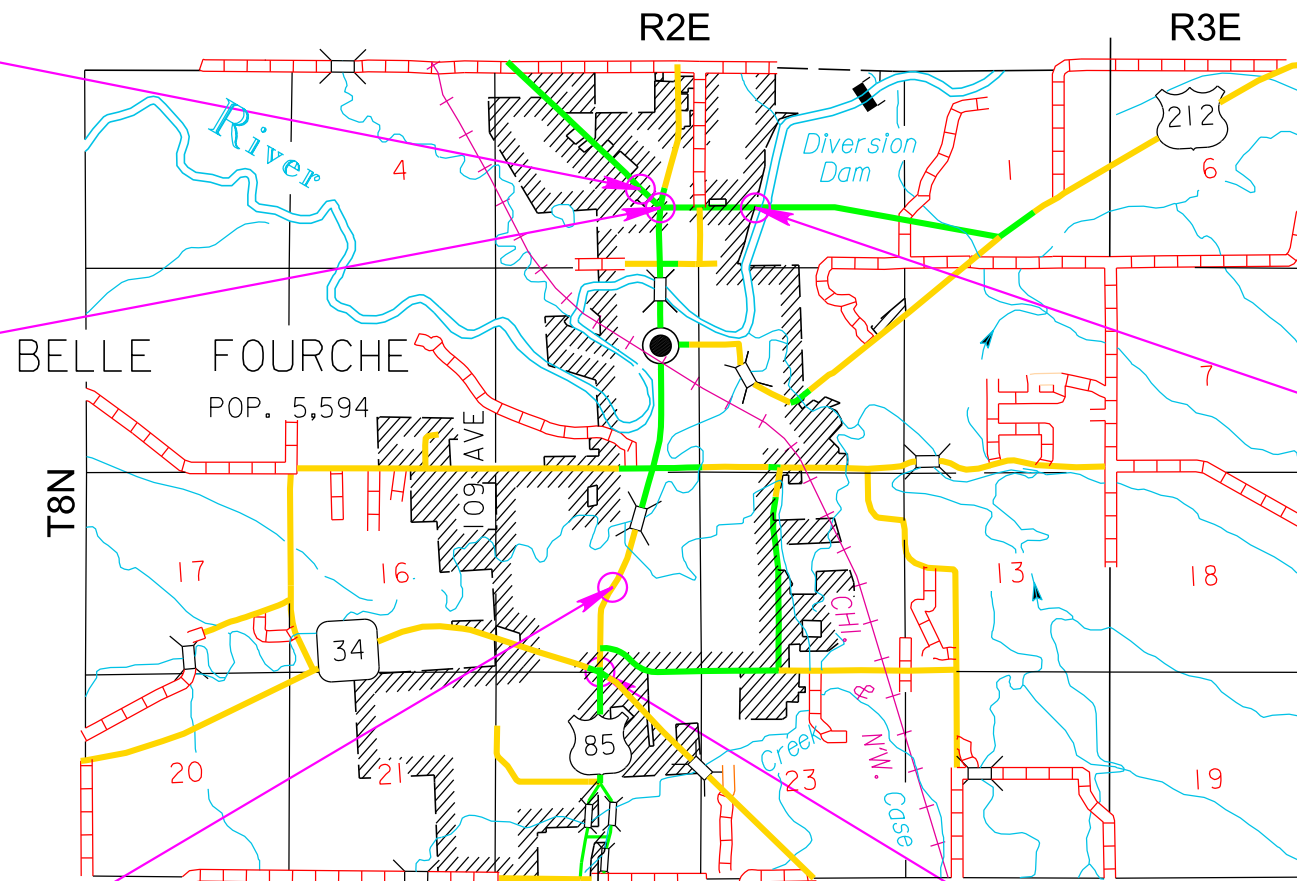 R2E
R3E
River
212
Diversion
Dam
4
1
6
BELLE FOURCHE
POP. 5,594
7
109 AVE
T8N
17
16
13
18
CHI.
&
N.W.
34
85
Creek
Case
20
21
23
19